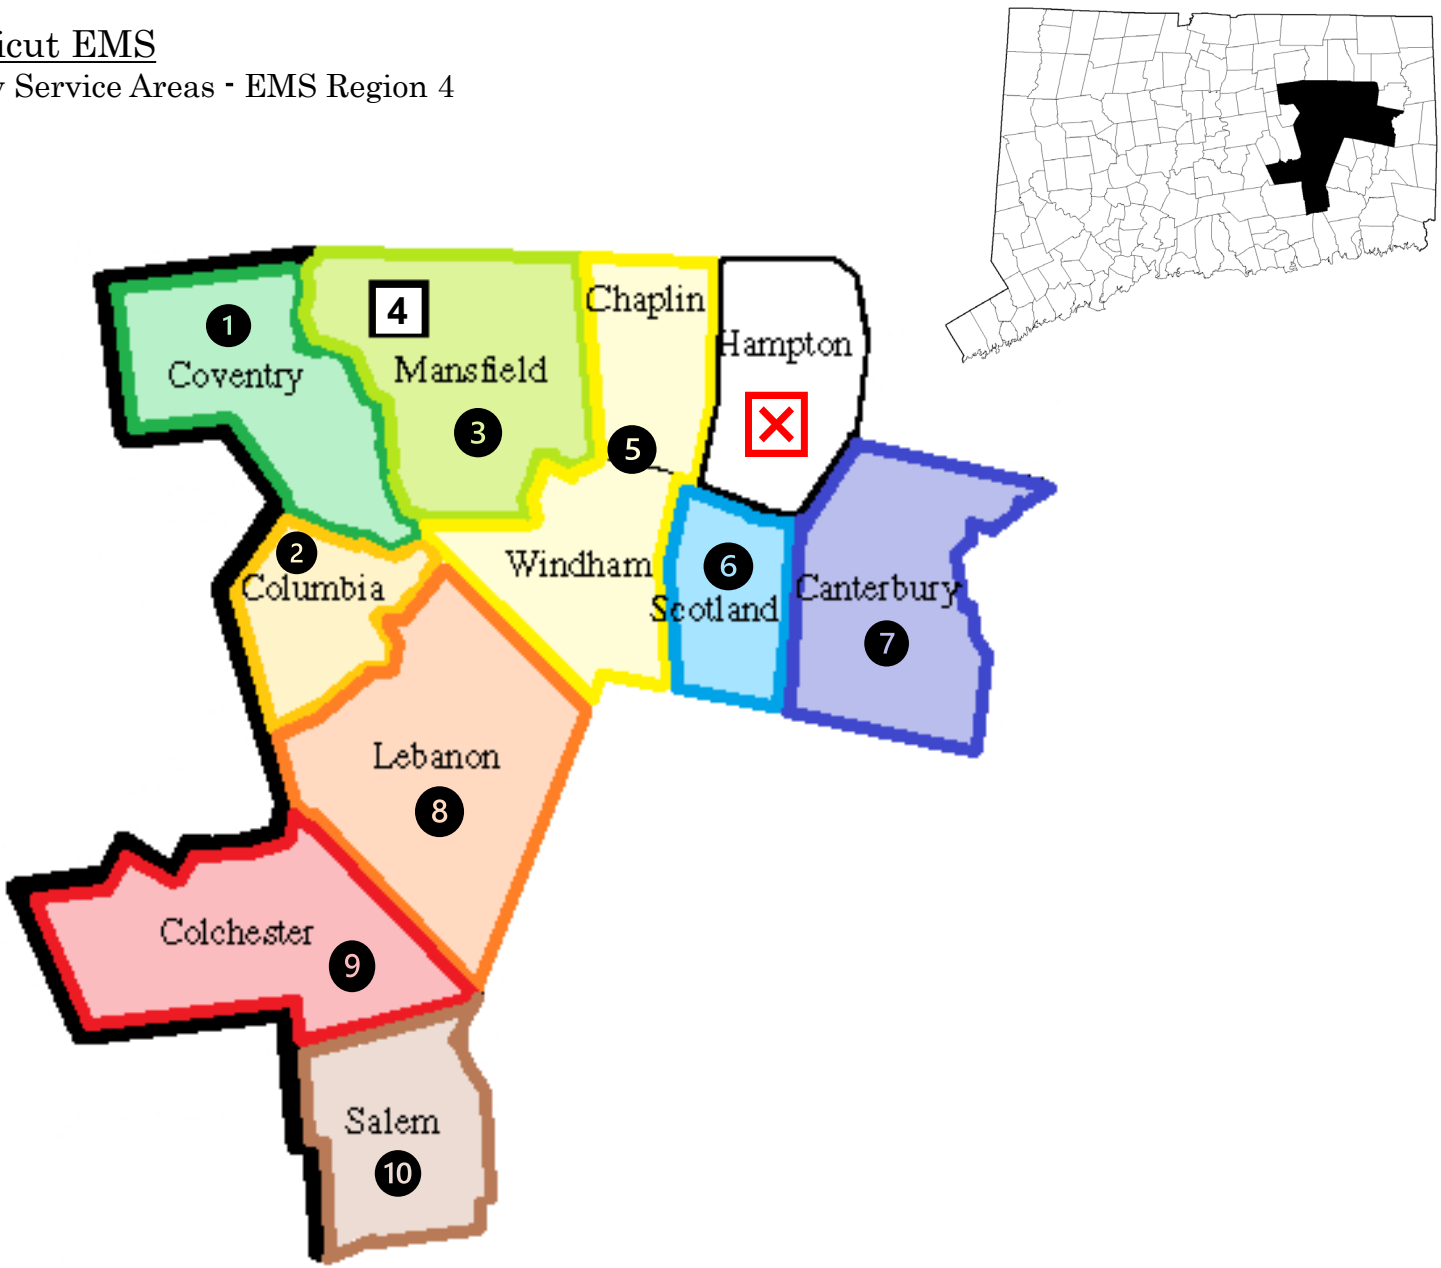 icut EMS
y Service Areas - EMS Region 4
4
Chaplin
1
Hampton
Mansfield
Coventry
3
5
2
6
Windham
Columbia
Canterbury
Scotland
7
Lebanon
8
Colchester
9
Salem
10